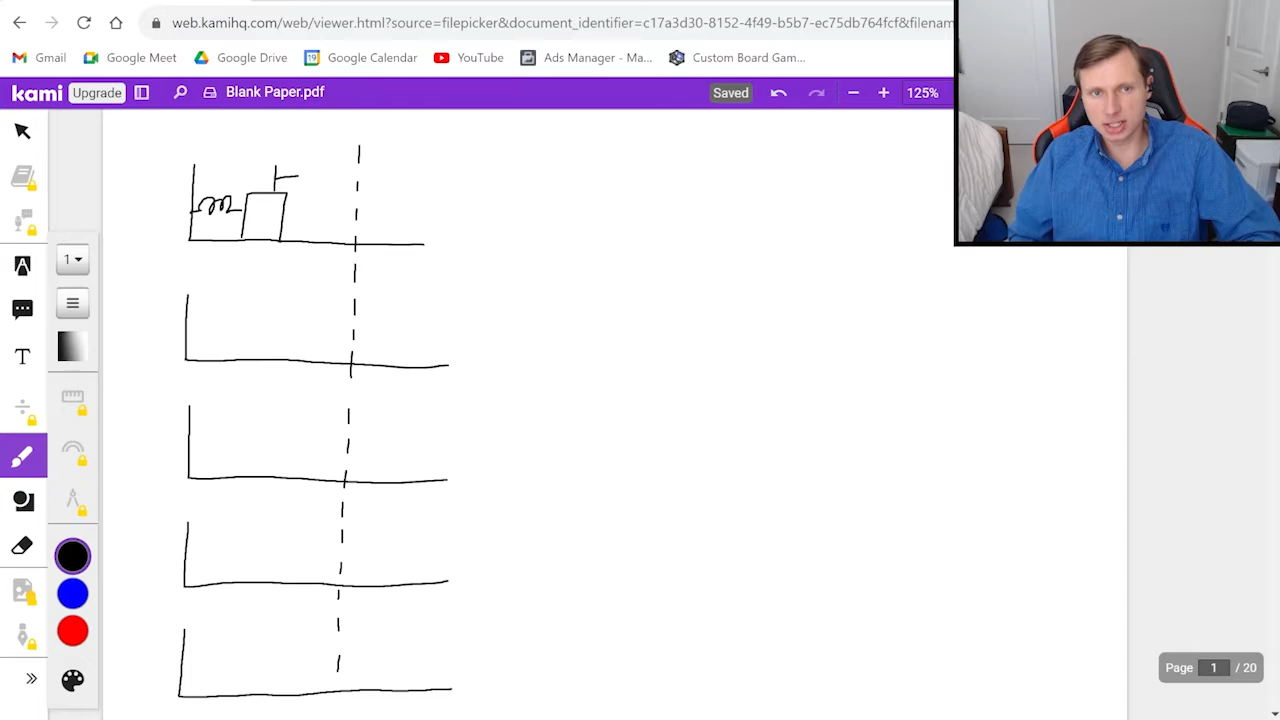 web.kamihq.com/web/viewer.html?source=filepicker&document_identifier=c17a3d30-8152-4f49-b5b7-ec75db764fcf&filenam
Gmail Google Meet Google Drive 19 Google Calendar YouTube Ads Manager - Ma... Custom Board Gam...
kami Upgrade Blank Paper.pdf Saved 125%
1
A
T
Page 1 / 20